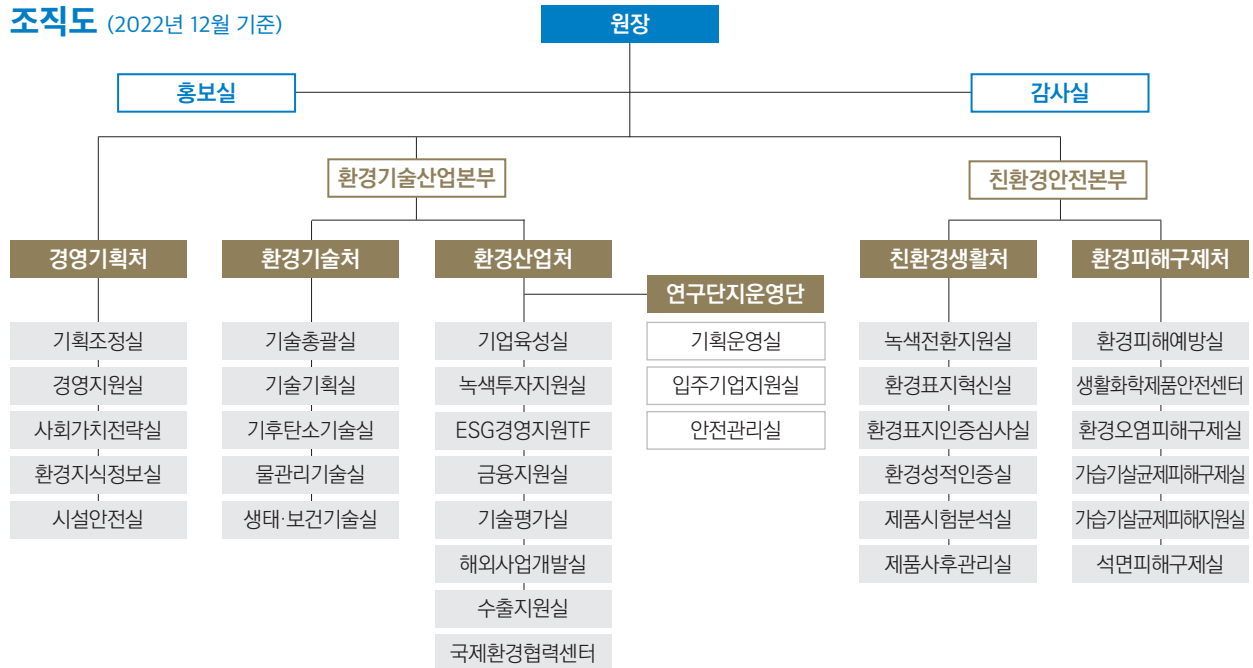 조직도 (2022년 12월 기준)
원장
홍보실
감사실
환경기술산업본부
친환경안전본부
경영기획처
환경기술처
환경산업처
친환경생활처
환경피해구제처
연구단지운영단
기획조정실
경영지원실
사회가치전략실
환경지식정보실
시설안전실
기술총괄실
기술기획실
기후탄소기술실
물관리기술실
생태·보건기술실
기업육성실
녹색투자지원실
ESG경영지원TF
금융지원실
기술평가실
해외사업개발실
수출지원실
국제환경협력센터
기획운영실
입주기업지원실
안전관리실
녹색전환지원실
환경표지혁신실
환경표지인증심사실
환경성적인증실
제품시험분석실
제품사후관리실
환경피해예방실
생활화학제품안전센터
환경오염피해구제실
가습기살균제피해구제실
가습기살균제피해지원실
석면피해구제실